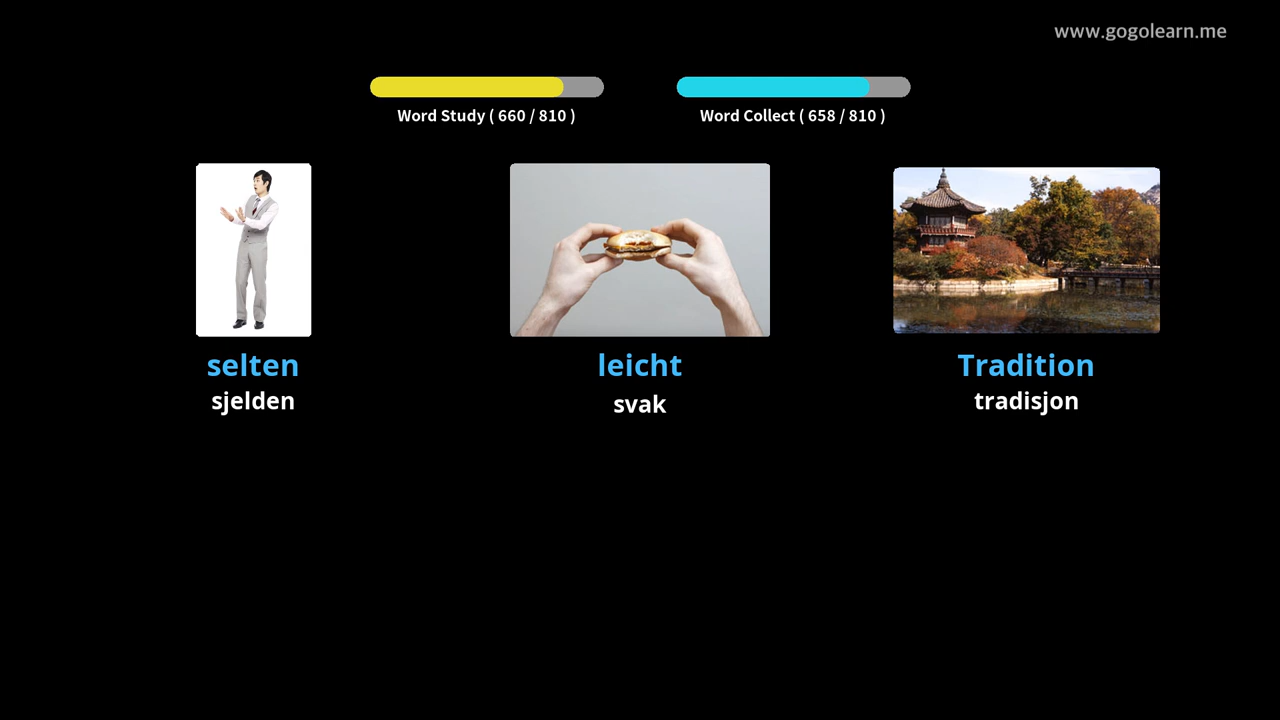 www.gogolearn.me
Word Study ( 660 / 810 )
Word Collect ( 658 / 810 )
selten
sjelden
leicht
svak
Tradition
tradisjon